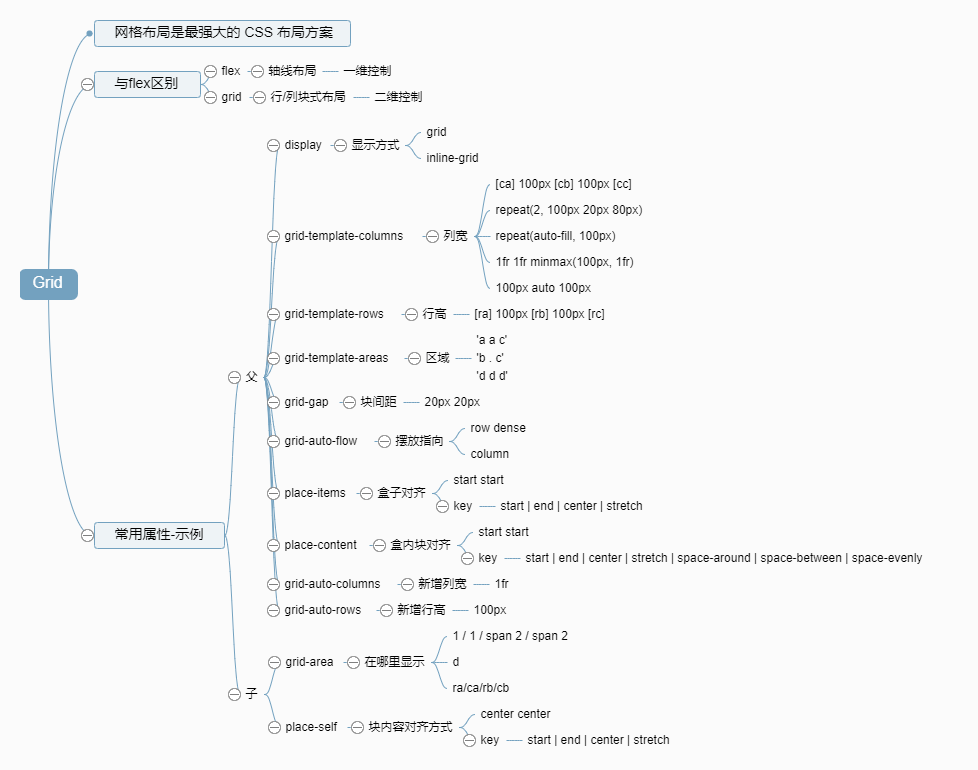 网格布局是最强大的 CSS 布局方案
与flex区别
flex 轴线布局 一维控制
grid 行/列块式布局 二维控制
Grid
常用属性-示例
父
display 显示方式
grid
inline-grid
grid-template-columns 列宽
[ca] 100px [cb] 100px [cc]
repeat(2, 100px 20px 80px)
repeat(auto-fill, 100px)
1fr 1fr minmax(100px, 1fr)
100px auto 100px
grid-template-rows 行高 [ra] 100px [rb] 100px [rc]
grid-template-areas 区域
'a a c'
'b . c'
'd d d'
grid-gap 块间距 20px 20px
grid-auto-flow 摆放指向
row dense
column
place-items 盒子对齐
start start
key start | end | center | stretch
place-content 盒内块对齐
start start
key start | end | center | stretch | space-around | space-between | space-evenly
grid-auto-columns 新增列宽 1fr
grid-auto-rows 新增行高 100px
子
grid-area 在哪里显示
1 / 1 / span 2 / span 2
d
ra/ca/rb/cb
place-self 块内容对齐方式
center center
key start | end | center | stretch